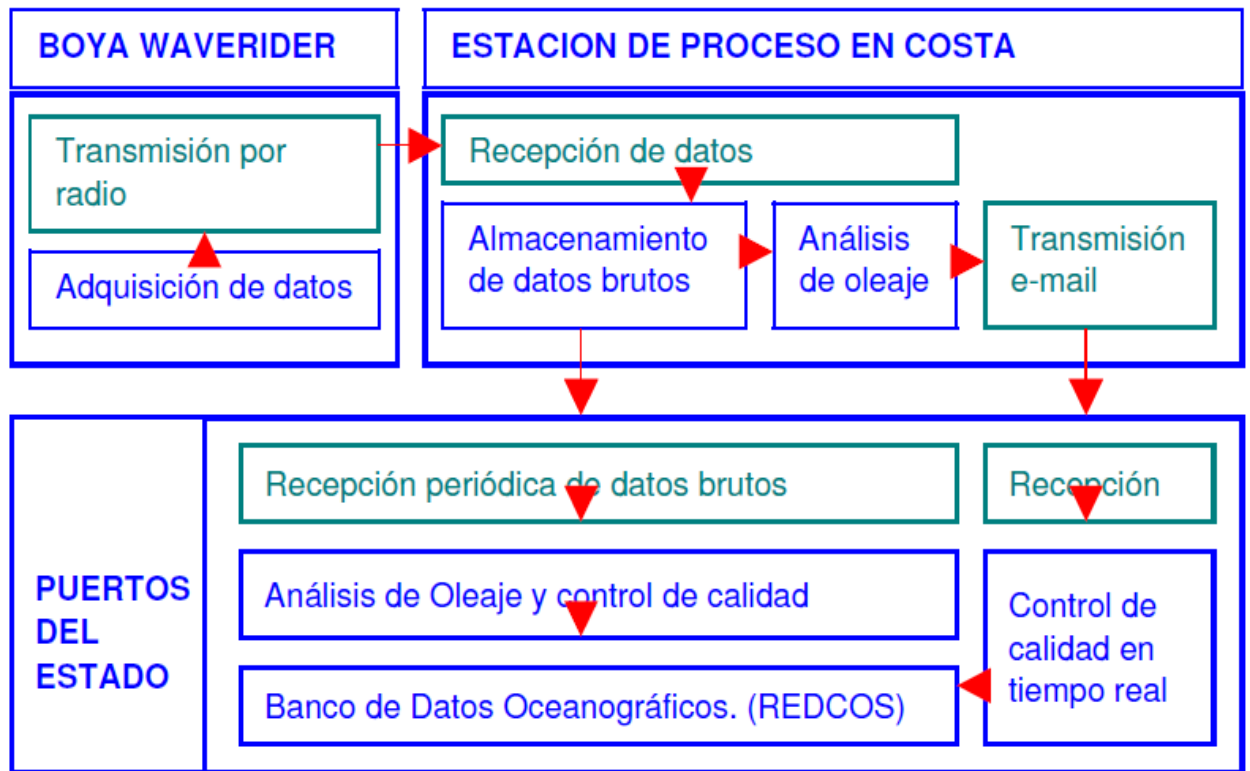 BOYA WAVERIDER
ESTACION DE PROCESO EN COSTA
Transmisión por
radio
Adquisición de datos
Recepción de datos
Almacenamiento
de datos brutos
Análisis
de oleaje
Transmisión
e-mail
PUERTOS
DEL
ESTADO
Recepción periódica de datos brutos
Recepción
Análisis de Oleaje y control de calidad
Control de
calidad en
tiempo real
Banco de Datos Oceanográficos. (REDCOS)